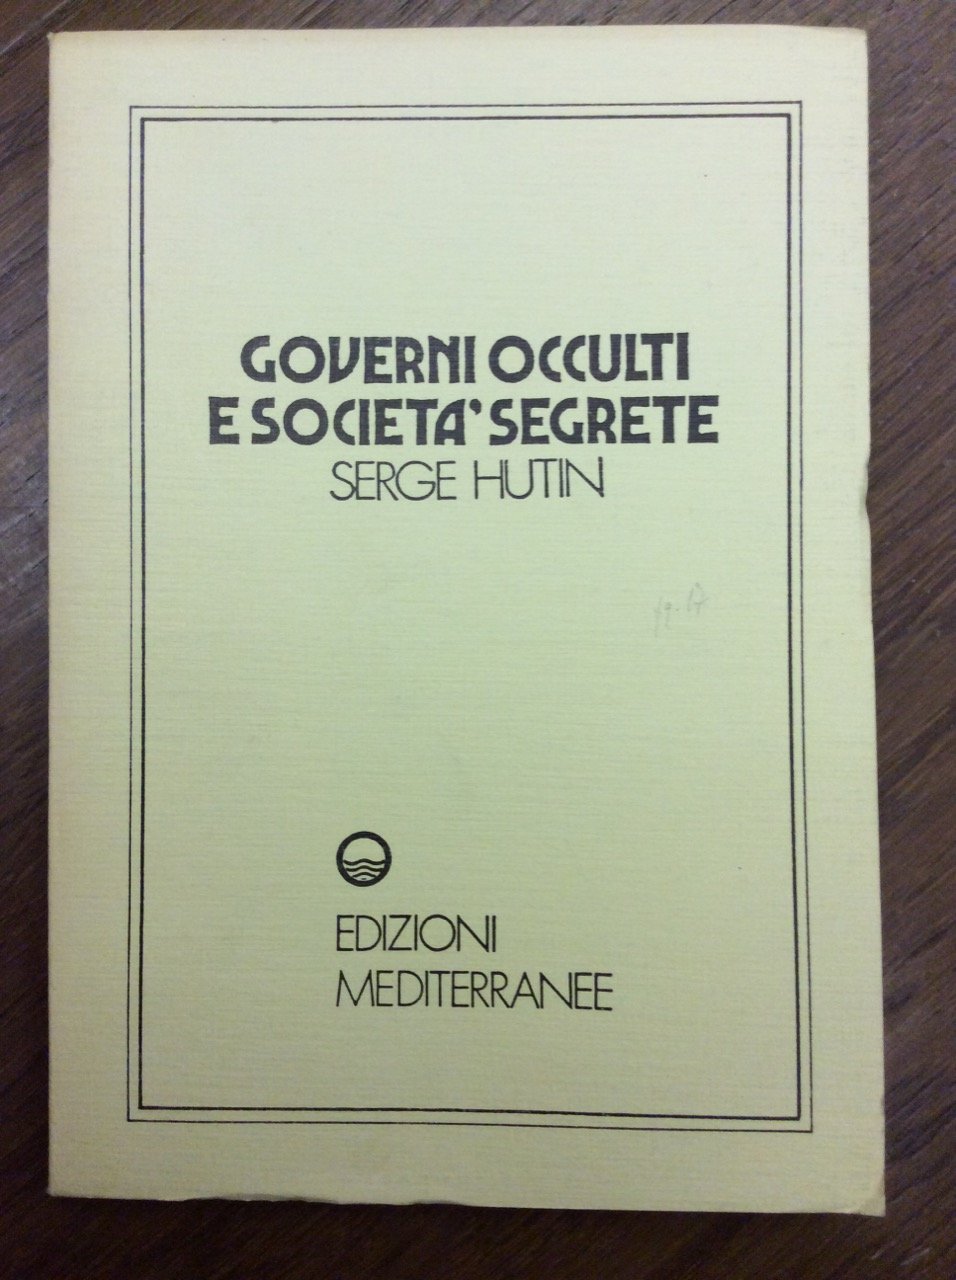 GOVERNI OCCULTI
E SOCIETA' SEGRETE
SERGE HUTIN
EDIZIONI
MEDITERRANEE